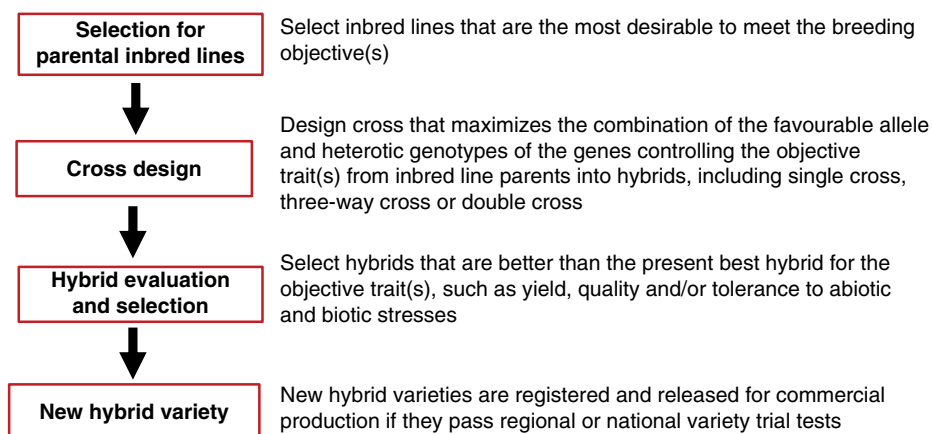 Selection for
parental inbred lines
Select inbred lines that are the most desirable to meet the breeding
objective(s)
Cross design
Design cross that maximizes the combination of the favourable allele
and heterotic genotypes of the genes controlling the objective
trait(s) from inbred line parents into hybrids, including single cross,
three-way cross or double cross
Hybrid evaluation
and selection
Select hybrids that are better than the present best hybrid for the
objective trait(s), such as yield, quality and/or tolerance to abiotic
and biotic stresses
New hybrid variety
New hybrid varieties are registered and released for commercial
production if they pass regional or national variety trial tests